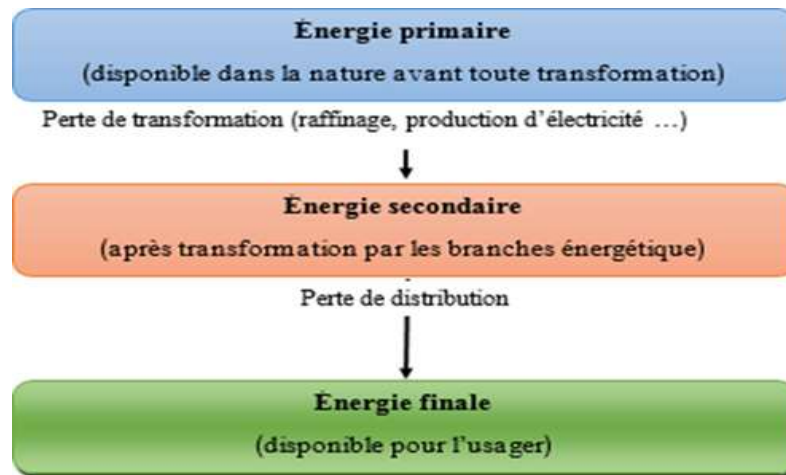 Énergie primaire
(disponible dans la nature avant toute transformation)
Perte de transformation (raffinage, production d'électricité ...)
Énergie secondaire
(après transformation par les branches énergétique)
Perte de distribution
Énergie finale
(disponible pour l'usager)